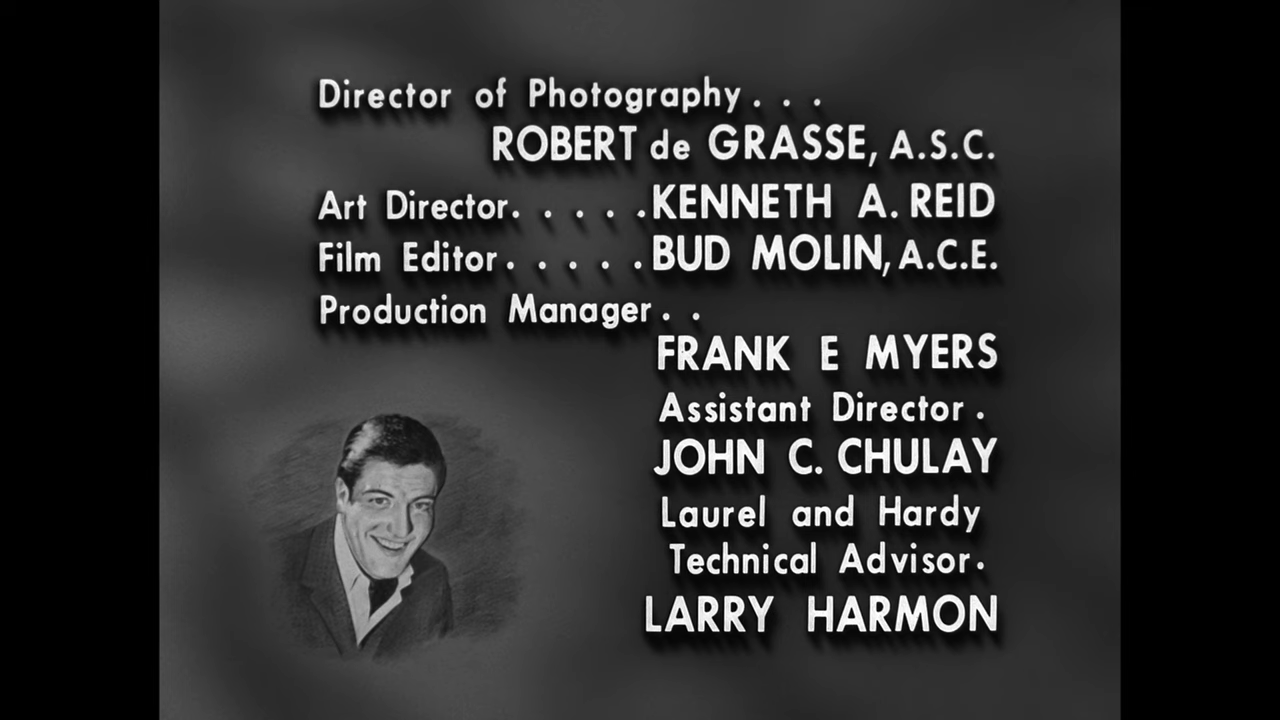 Director of Photography . . .
ROBERT de GRASSE, A.S.C.
Art Director. . . . . KENNETH A. REID
Film Editor . . . . . BUD MOLIN, A.C.E.
Production Manager . .
FRANK E MYERS
Assistant Director .
JOHN C. CHULAY
Laurel and Hardy
Technical Advisor.
LARRY HARMON